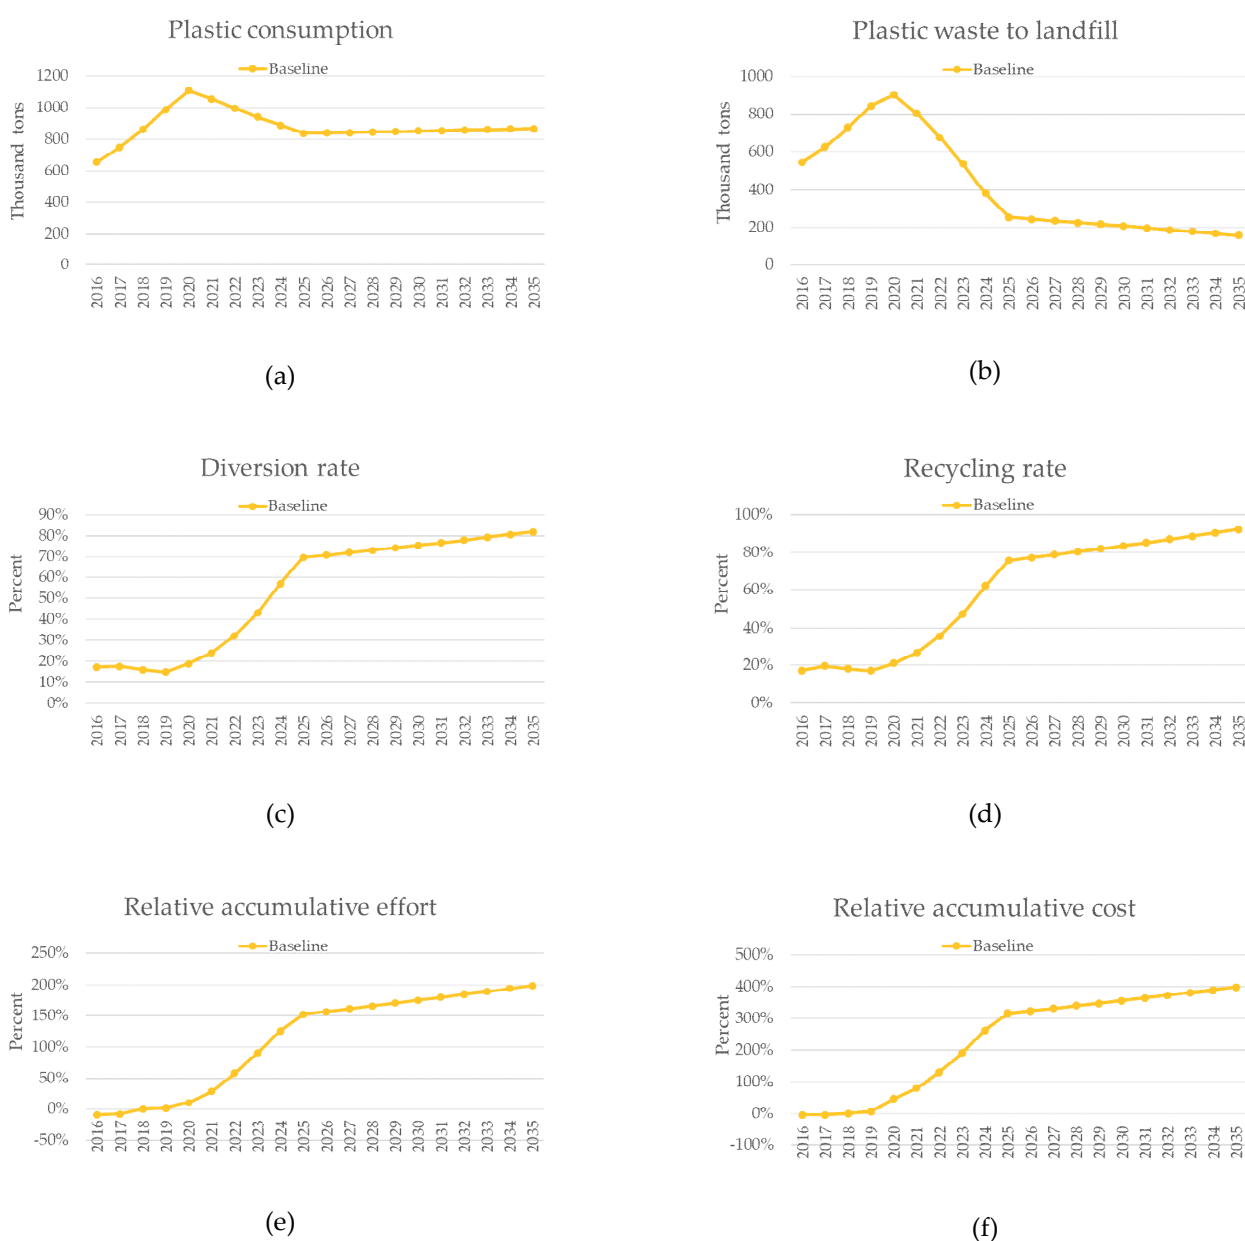 Plastic consumption
Baseline
Thousand tons
1200
1000
800
600
400
200
0
2016 2017 2018 2019 2020 2021 2022 2023 2024 2025 2026 2027 2028 2029 2030 2031 2032 2033 2034 2035
(a)
Plastic waste to landfill
Baseline
Thousand tons
1000
800
600
400
200
0
2016 2017 2018 2019 2020 2021 2022 2023 2024 2025 2026 2027 2028 2029 2030 2031 2032 2033 2034 2035
(b)
Diversion rate
Baseline
Percent
90%
80%
70%
60%
50%
40%
30%
20%
10%
0%
2016 2017 2018 2019 2020 2021 2022 2023 2024 2025 2026 2027 2028 2029 2030 2031 2032 2033 2034 2035
(c)
Recycling rate
Baseline
Percent
100%
80%
60%
40%
20%
0%
2016 2017 2018 2019 2020 2021 2022 2023 2024 2025 2026 2027 2028 2029 2030 2031 2032 2033 2034 2035
(d)
Relative accumulative effort
Baseline
Percent
250%
200%
150%
100%
50%
0%
-50%
2016 2017 2018 2019 2020 2021 2022 2023 2024 2025 2026 2027 2028 2029 2030 2031 2032 2033 2034 2035
(e)
Relative accumulative cost
Baseline
Percent
500%
400%
300%
200%
100%
0%
-100%
2016 2017 2018 2019 2020 2021 2022 2023 2024 2025 2026 2027 2028 2029 2030 2031 2032 2033 2034 2035
(f)